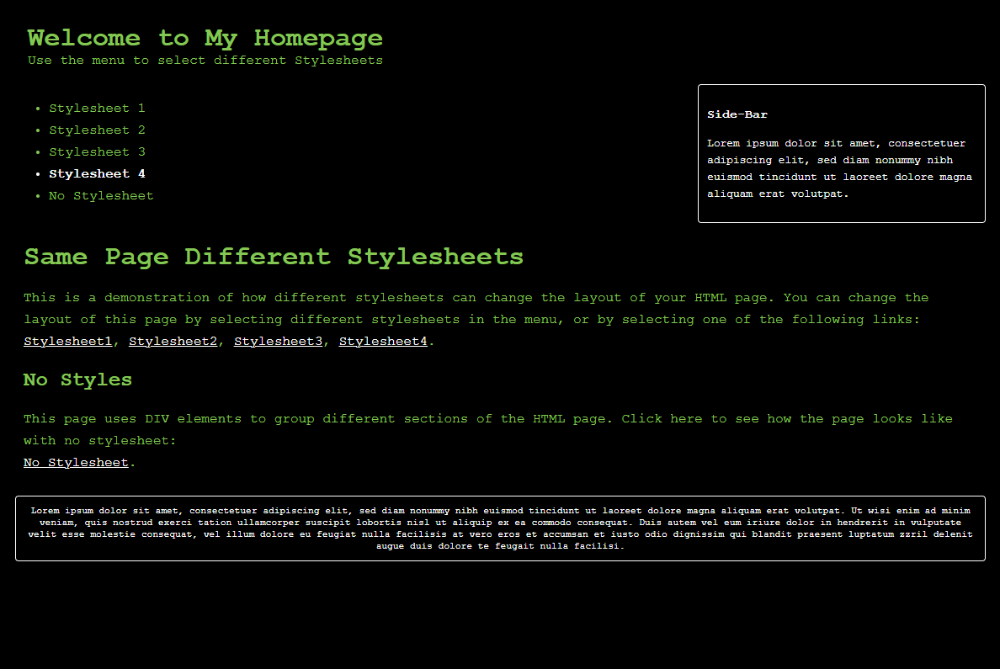 Welcome to My Homepage
Use the menu to select different Stylesheets
Stylesheet 1
Stylesheet 2
Stylesheet 3
Stylesheet 4
No Stylesheet
Side-Bar
Lorem ipsum dolor sit amet, consectetuer
adipiscing elit, sed diam nonummy nibh
euismod tincidunt ut laoreet dolore magna
aliquam erat volutpat.
Same Page Different Stylesheets
This is a demonstration of how different stylesheets can change the layout of your HTML page. You can change the
layout of this page by selecting different stylesheets in the menu, or by selecting one of the following links:
Stylesheet1, Stylesheet2, Stylesheet3, Stylesheet4.
No Styles
This page uses DIV elements to group different sections of the HTML page. Click here to see how the page looks like
with no stylesheet:
No Stylesheet.
Lorem ipsum dolor sit amet, consectetuer adipiscing elit, sed diam nonummy nibh euismod tincidunt ut laoreet dolore magna aliquam erat volutpat. Ut wisi enim ad minim
veniam, quis nostrud exerci tation ullamcorper suscipit lobortis nisl ut aliquip ex ea commodo consequat. Duis autem vel eum iriure dolor in hendrerit in vulputate
velit esse molestie consequat, vel illum dolore eu feugiat nulla facilisis at vero eros et accumsan et iusto odio dignissim qui blandit praesent luptatum zzril delenit
augue duis dolore te feugait nulla facilisi.